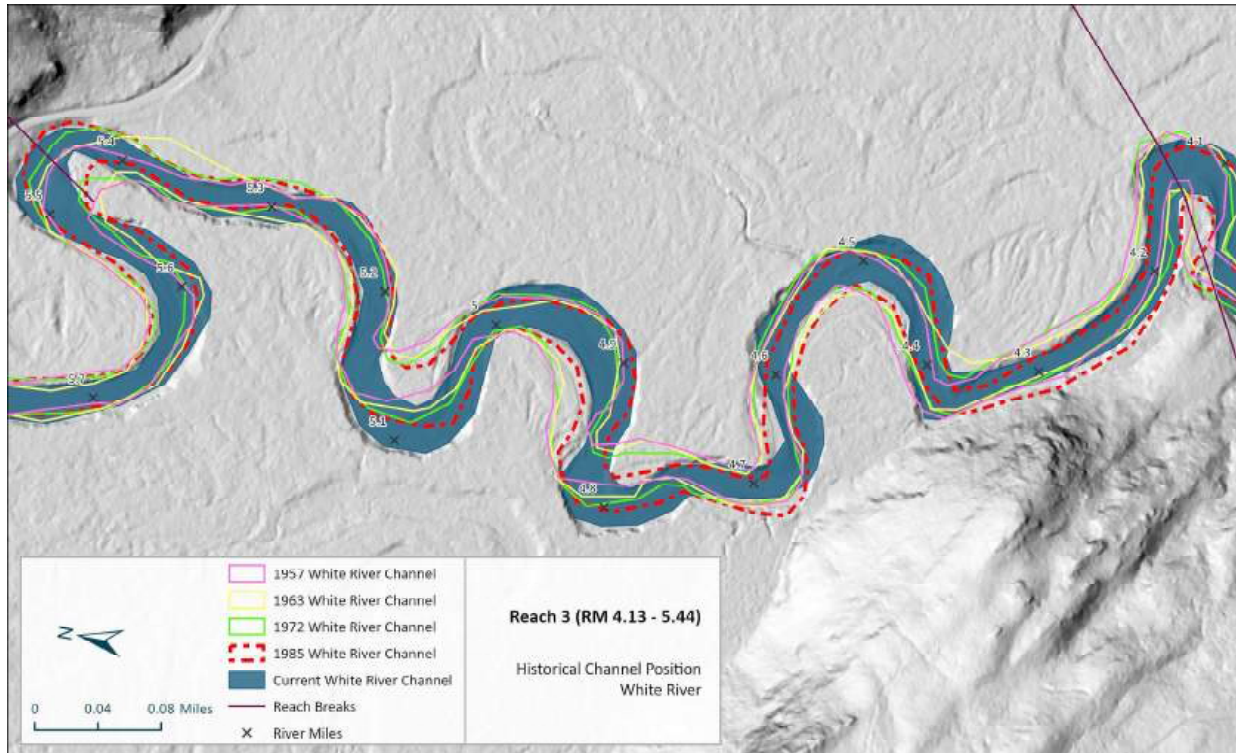 5.4
5.3
4.1
5.5
5.2
4.5
4.2
5.6
5
4.9
4.6
4.4
4.3
5.7
5.1
4.7
4.8
N
0 0.04 0.08 Miles
1957 White River Channel
1963 White River Channel
1972 White River Channel
1985 White River Channel
Current White River Channel
Reach Breaks
River Miles
Reach 3 (RM 4.13 - 5.44)
Historical Channel Position
White River